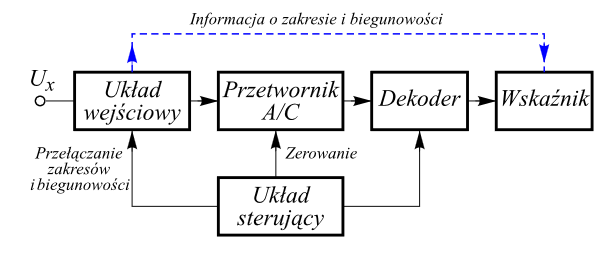 Informacja o zakresie i biegunowości
Ux
Układ
wejściowy
Przetwornik
A/C
Dekoder
Wskaźnik
Przełączanie
zakresów
i biegunowości
Zerowanie
Układ
sterujący